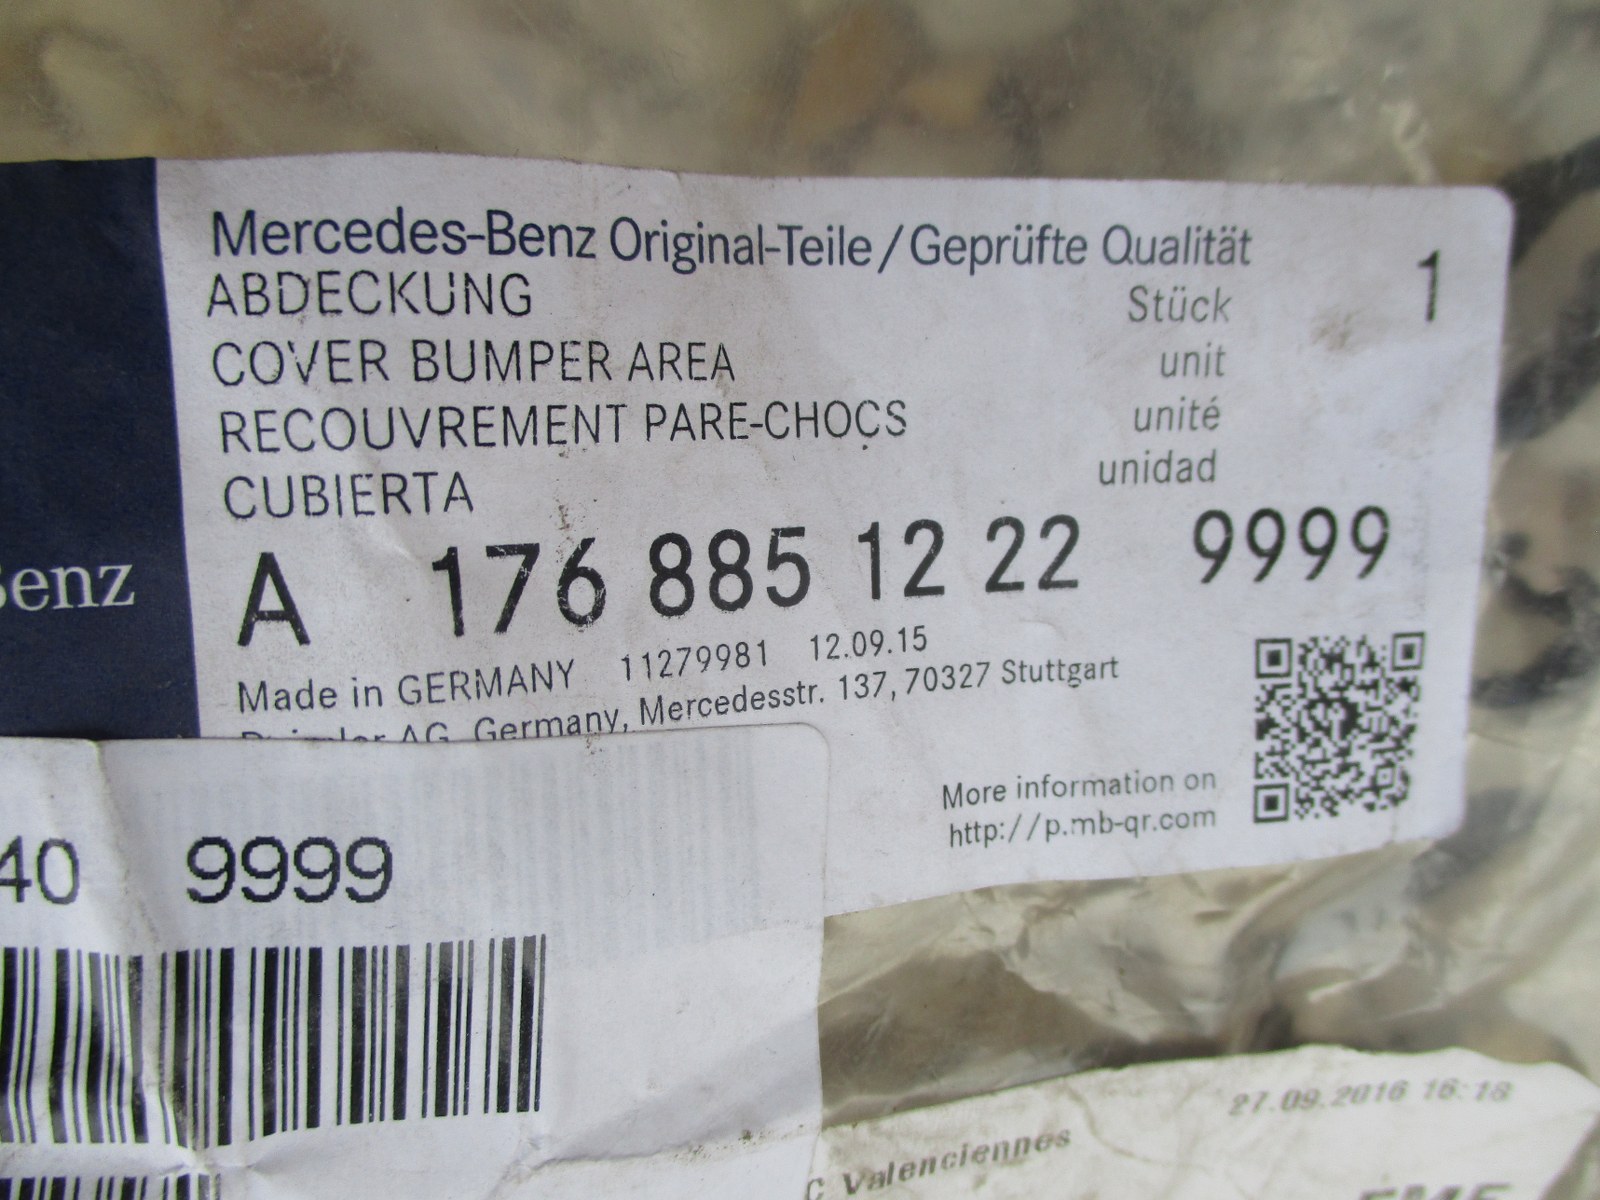 Mercedes-Benz Original-Teile/Geprüfte Qualität
ABDECKUNG
Stück 1
COVER BUMPER AREA
unit
RECOUVREMENT PARE-CHOCS
unité
CUBIERTA
unidad
A 176 885 12 22 9999
Benz
Made in GERMANY 11279981 12.09.15
Daimler AG, Germany, Mercedesstr. 137, 70327 Stuttgart
More information on
http://p.mb-qr.com
40 9999
27.09.2016 16:18
C Valenciennes